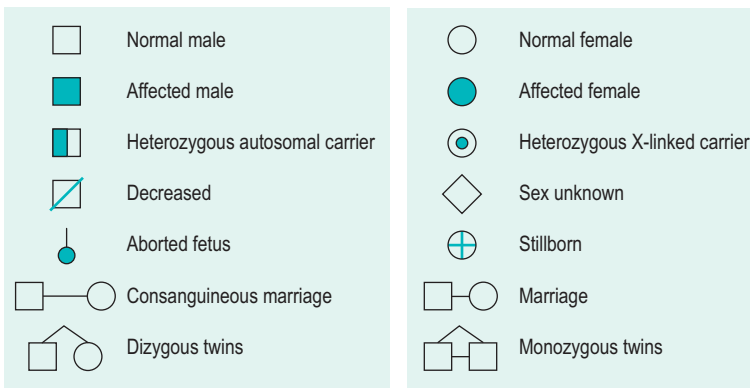 Normal male
Affected male
Heterozygous autosomal carrier
Decreased
Aborted fetus
Consanguineous marriage
Dizygous twins
Normal female
Affected female
Heterozygous X-linked carrier
Sex unknown
Stillborn
Marriage
Monozygous twins